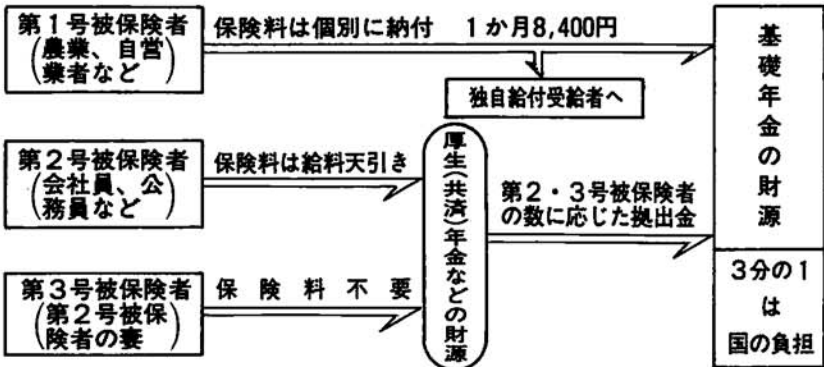 第1号被保険者
(農業、自営
業者など)
保険料は個別に納付 1か月8,400円
独自給付受給者へ
第2号被保険者
(会社員、公
務員など)
保険料は給料天引き
第3号被保険者
(第2号被保
険者の妻)
保険料不要
厚生(共済)年金などの財源
第2・3号被保険者
の数に応じた拠出金
基礎年金の財源
3分の1
は
国の負担